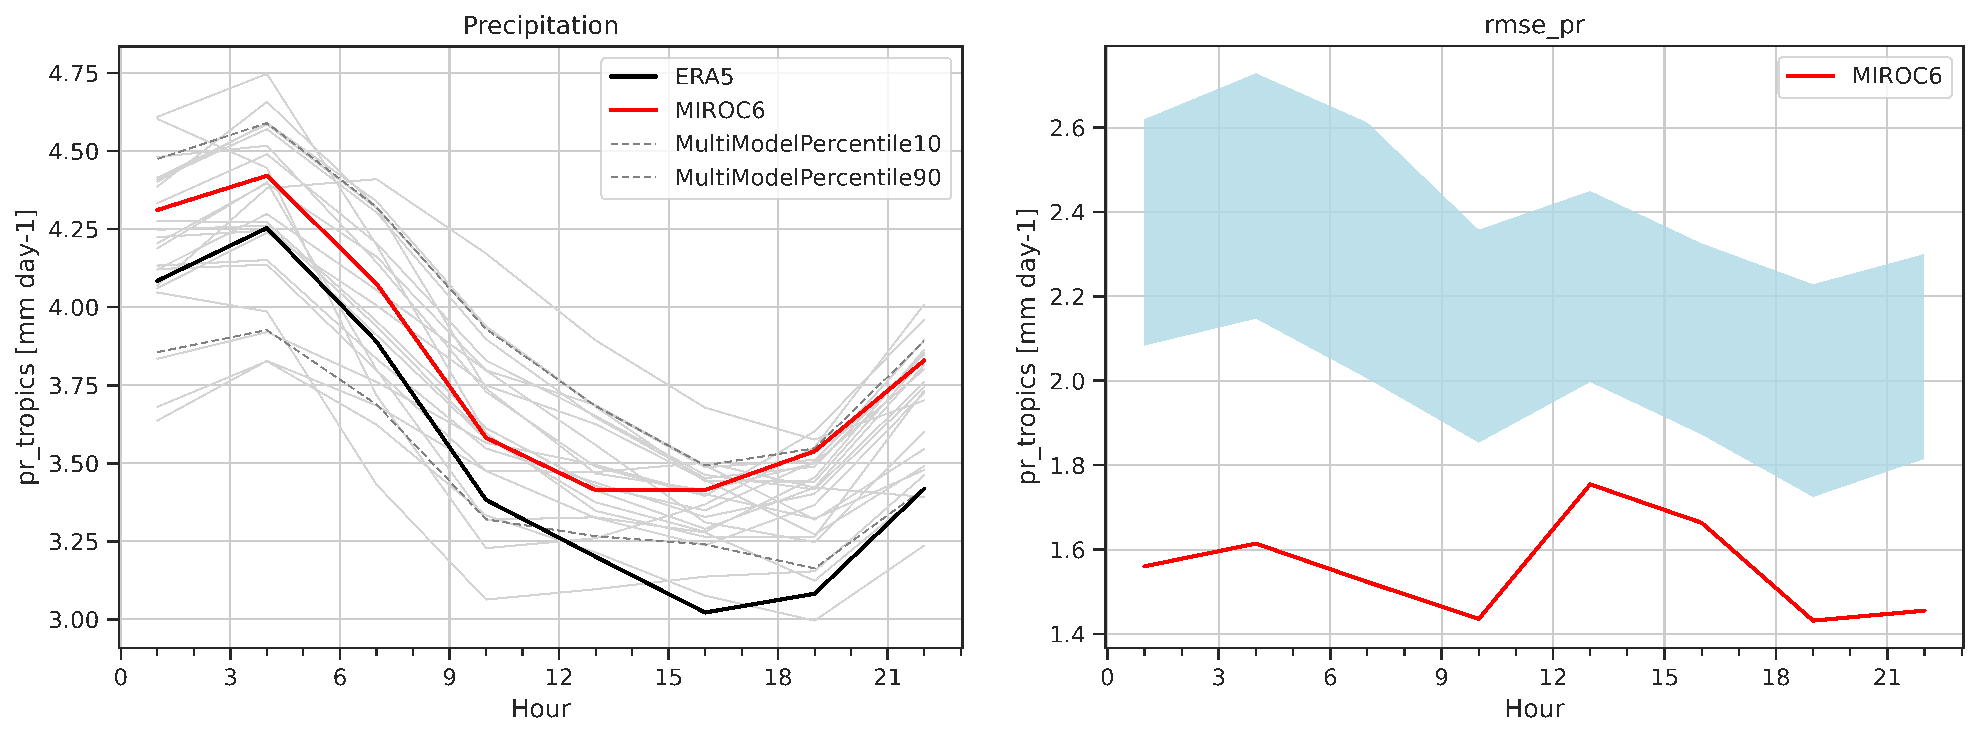 Precipitation
ERA5
MIROC6
MultiModelPercentile10
MultiModelPercentile90
pr_tropics [mm day-1]
4.75
4.50
4.25
4.00
3.75
3.50
3.25
3.00
0 3 6 9 12 15 18 21
Hour
rmse_pr
MIROC6
pr_tropics [mm day-1]
2.6
2.4
2.2
2.0
1.8
1.6
1.4
0 3 6 9 12 15 18 21
Hour